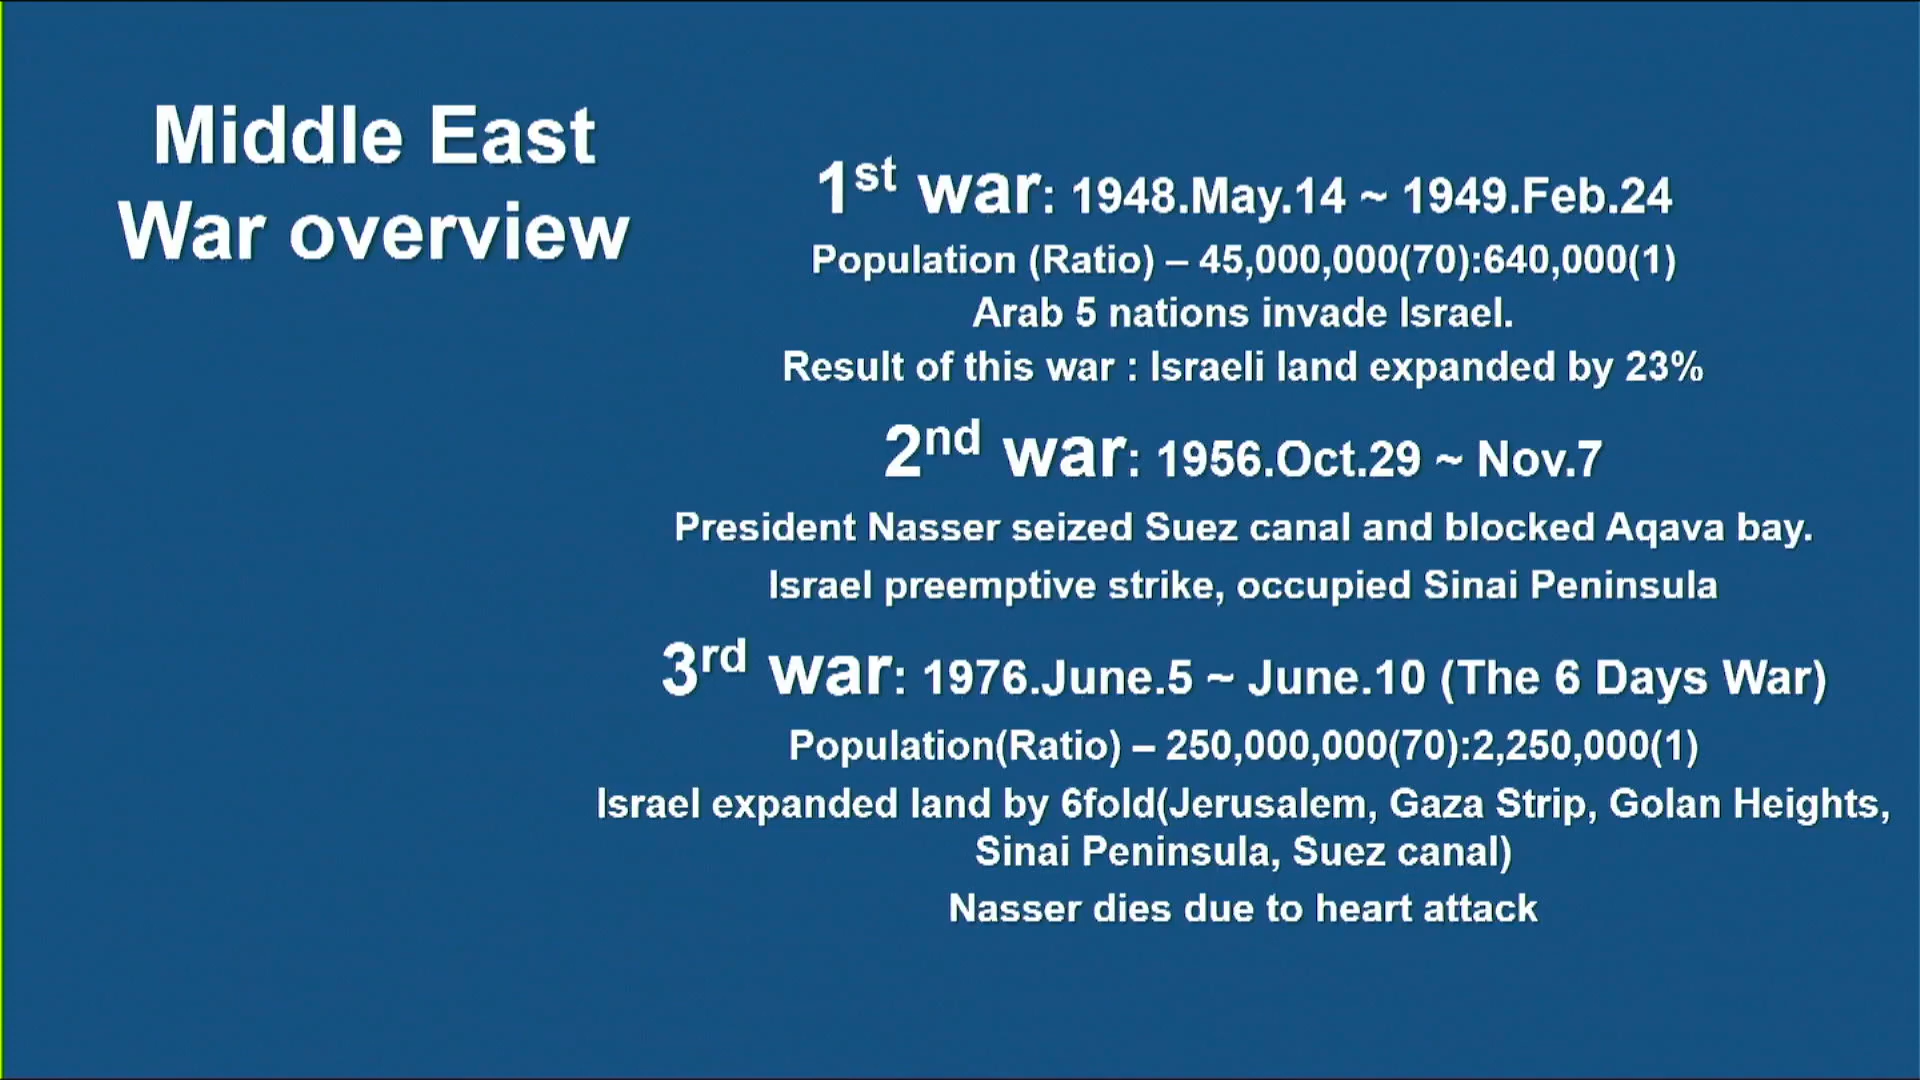 Middle East
War overview
1st war: 1948.May.14 ~ 1949.Feb.24
Population (Ratio) – 45,000,000(70):640,000(1)
Arab 5 nations invade Israel.
Result of this war : Israeli land expanded by 23%
2nd war: 1956.Oct.29 ~ Nov.7
President Nasser seized Suez canal and blocked Aqava bay.
Israel preemptive strike, occupied Sinai Peninsula
3rd war: 1976.June.5 ~ June.10 (The 6 Days War)
Population(Ratio) – 250,000,000(70):2,250,000(1)
Israel expanded land by 6fold(Jerusalem, Gaza Strip, Golan Heights,
Sinai Peninsula, Suez canal)
Nasser dies due to heart attack